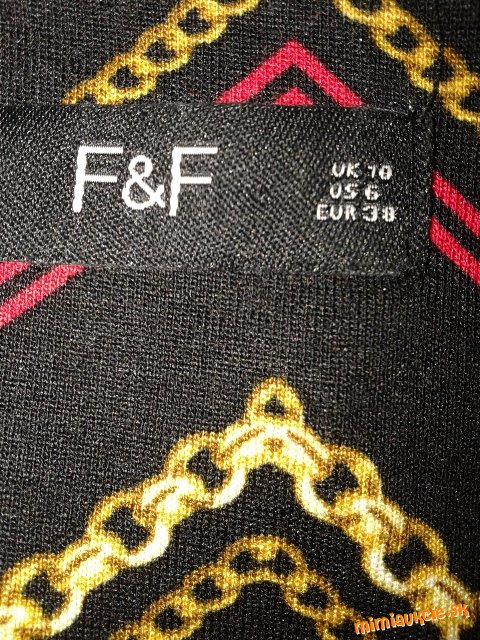 F&F
UK 10
US 6
EUR 38
mimiaukcie.sk